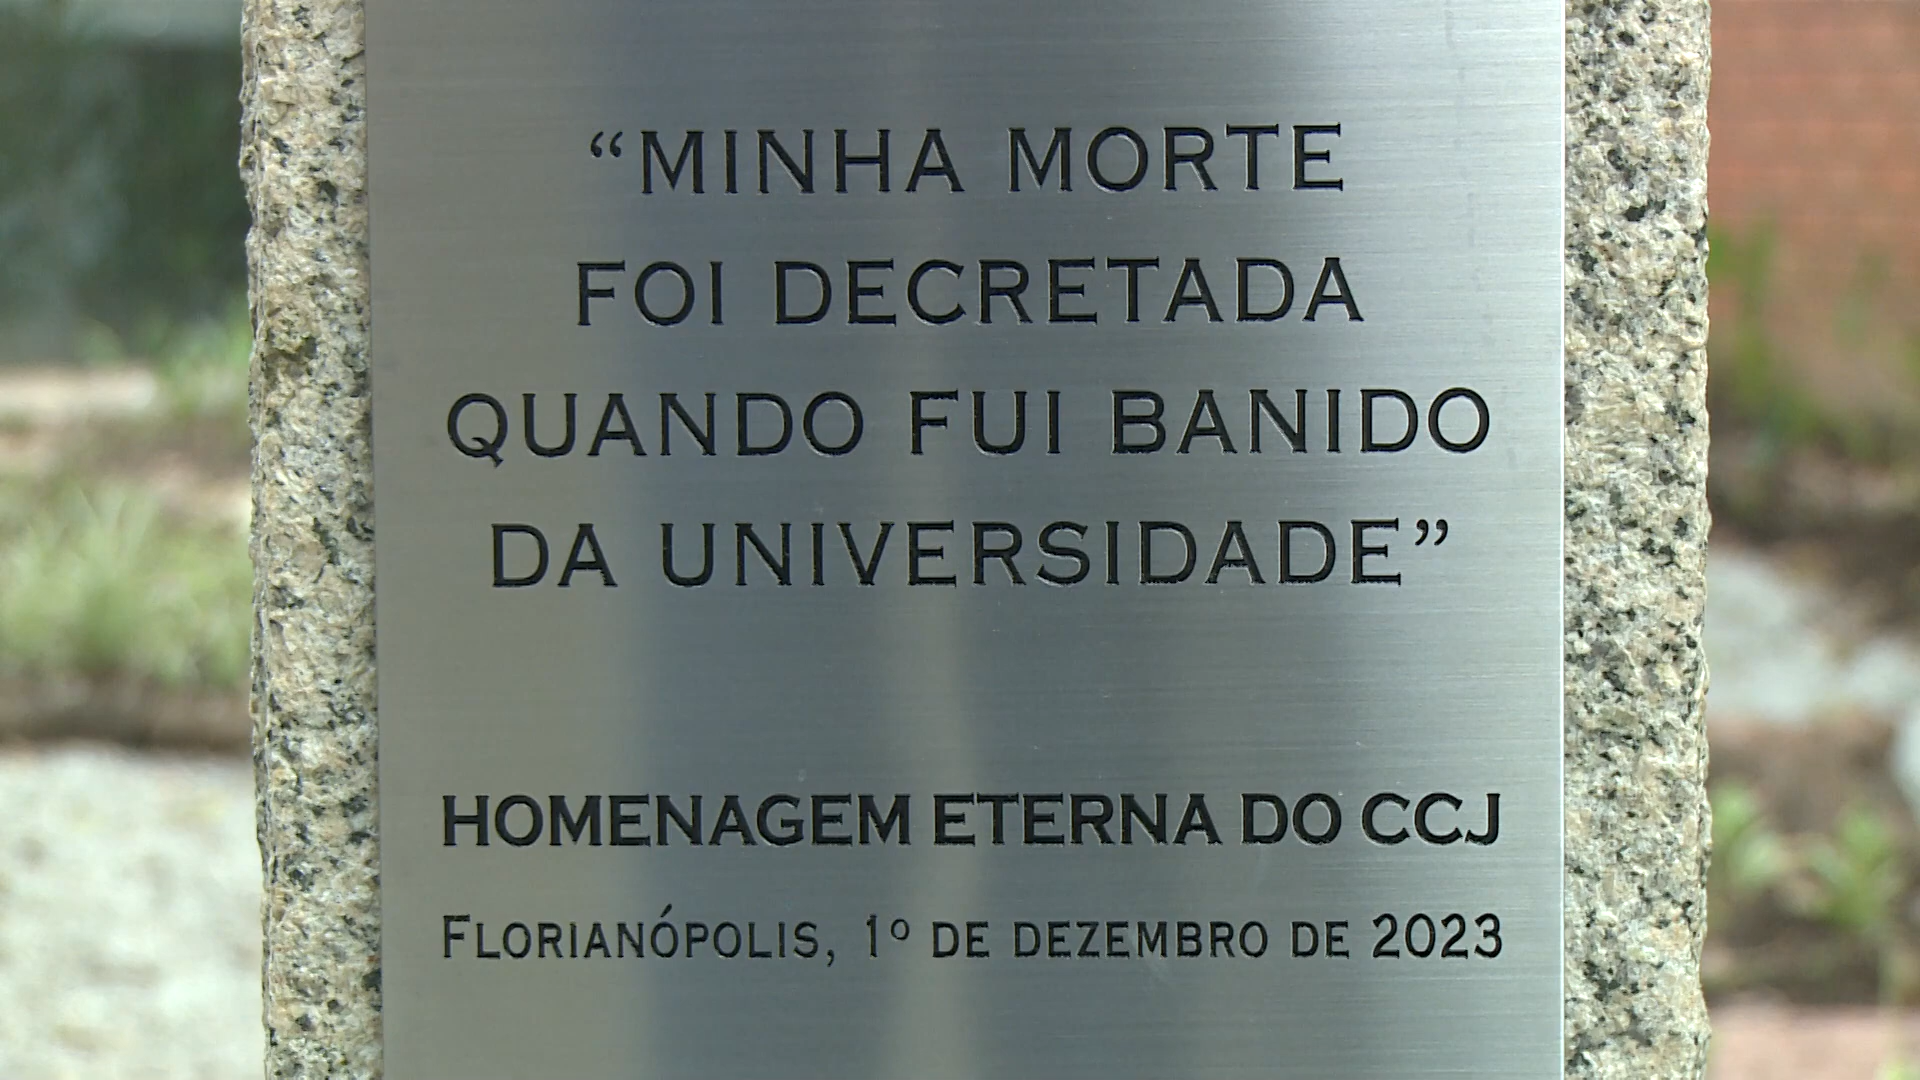 “MINHA MORTE
FOI DECRETADA
QUANDO FUI BANIDO
DA UNIVERSIDADE”
HOMENAGEM ETERNA DO CCJ
FLORIANÓPOLIS, 1º DE DEZEMBRO DE 2023